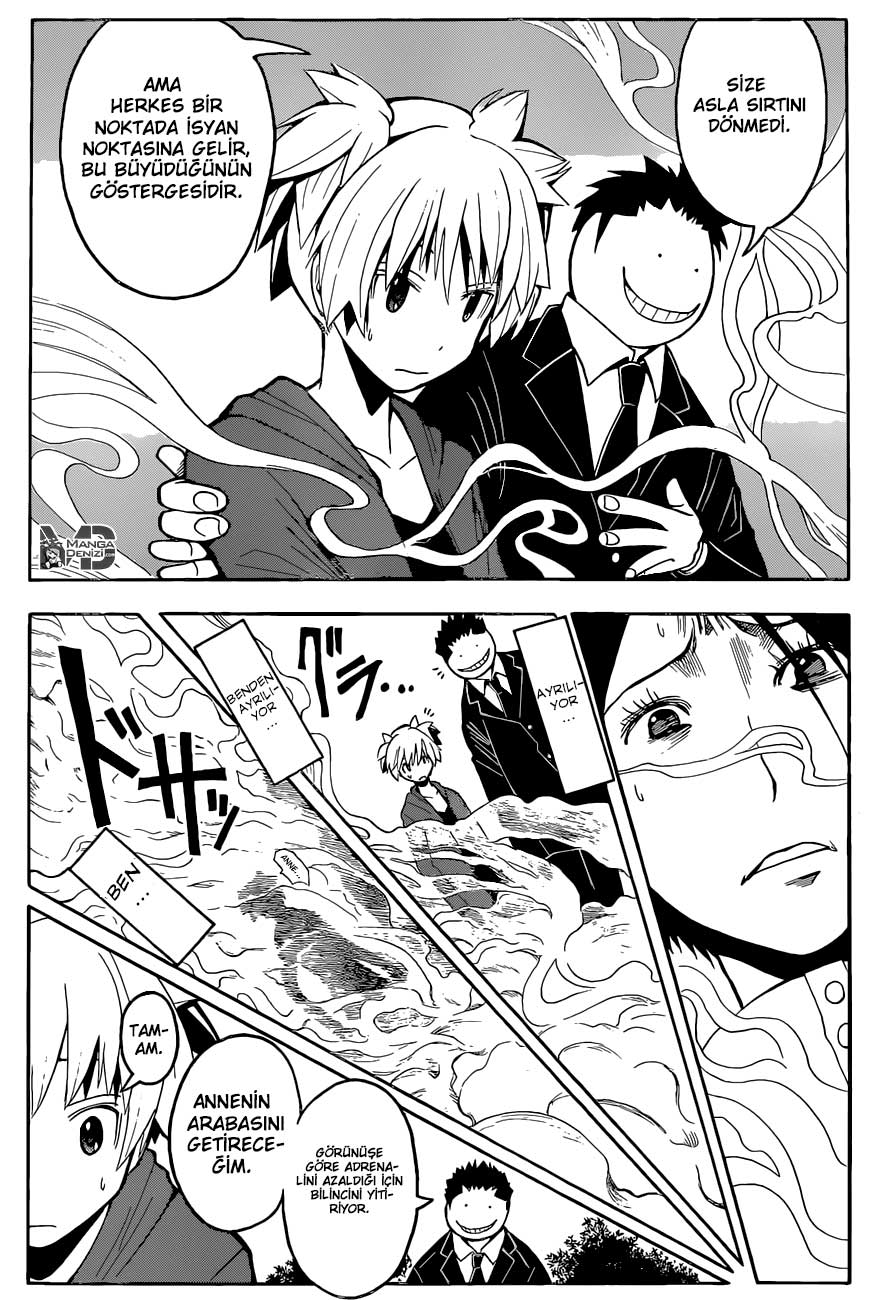 SİZE
ASLA SIRTINI
DÖNMEDİ.
AMA
HERKES BİR
NOKTADA İSYAN
NOKTASINA GELİR,
BU BÜYÜDÜĞÜNÜN
GÖSTERGESİDİR.
MANGA
DENİZİ
AYRILI-
YOR
...
グラ...
BENDEN
AYRILI-
YOR
...
ANNE...
ドサッ
BEN
...
GÖRÜNÜŞE
GÖRE ADRENA-
LİNİ AZALDIĞI İÇİN
BİLİNCİNİ YİTİ-
RİYOR.
ANNENİN
ARABASINI
GETİRECE-
ĞİM.
TAM-
AM.